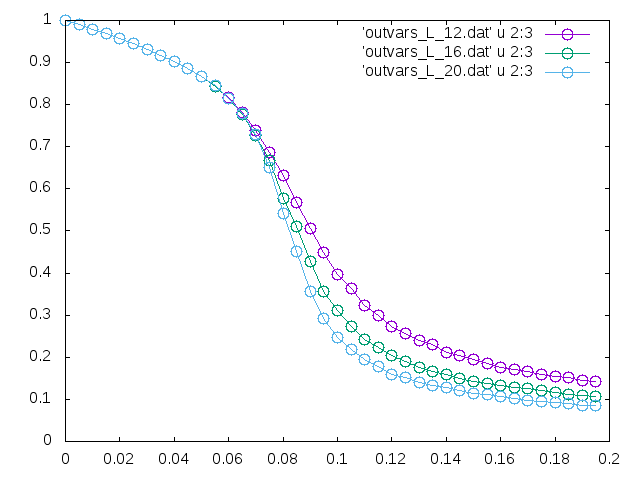 'outvars_L_12.dat' u 2:3
'outvars_L_16.dat' u 2:3
'outvars_L_20.dat' u 2:3
1
0.9
0.8
0.7
0.6
0.5
0.4
0.3
0.2
0.1
0
0 0.02 0.04 0.06 0.08 0.1 0.12 0.14 0.16 0.18 0.2